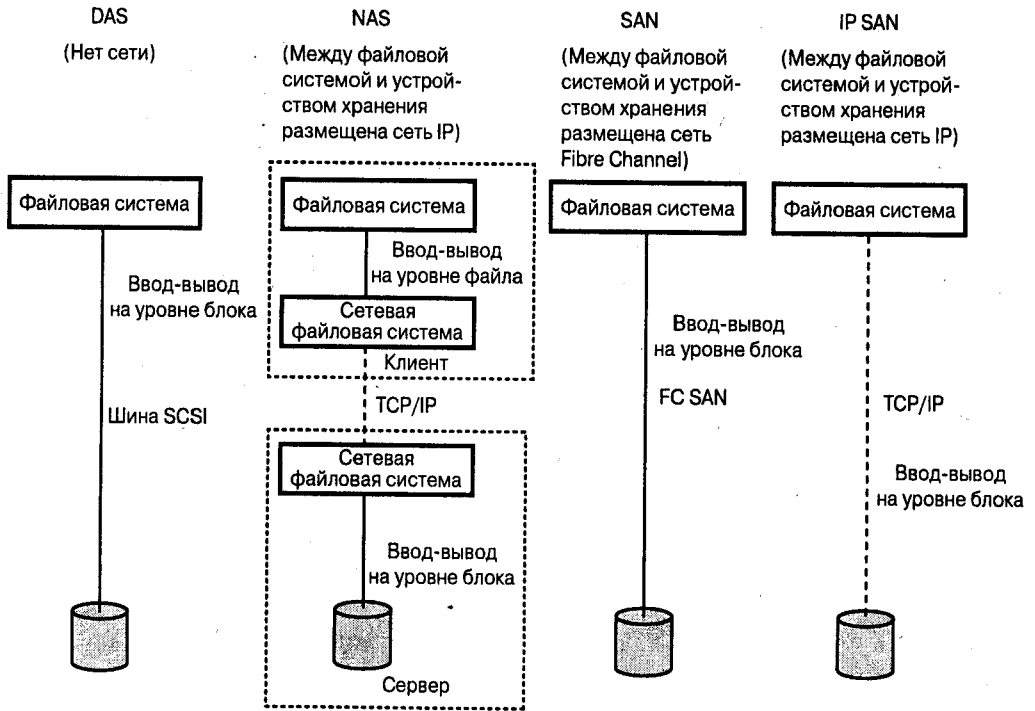 DAS
(Нет сети)
Файловая система
Ввод-вывод
на уровне блока
Шина SCSI
NAS
(Между файловой
системой и устрой-
ством хранения
размещена сеть IP)
Файловая система
Ввод-вывод
на уровне файла
Сетевая
файловая система
Клиент
TCP/IP
Сетевая
файловая система
Ввод-вывод
на уровне блока
Сервер
SAN
(Между файловой
системой и устрой-
ством хранения
размещена сеть
Fibre Channel)
Файловая система
Ввод-вывод
на уровне блока
FC SAN
IP SAN
(Между файловой
системой и устрой-
ством хранения
размещена сеть IP)
Файловая система
TCP/IP
Ввод-вывод
на уровне блока